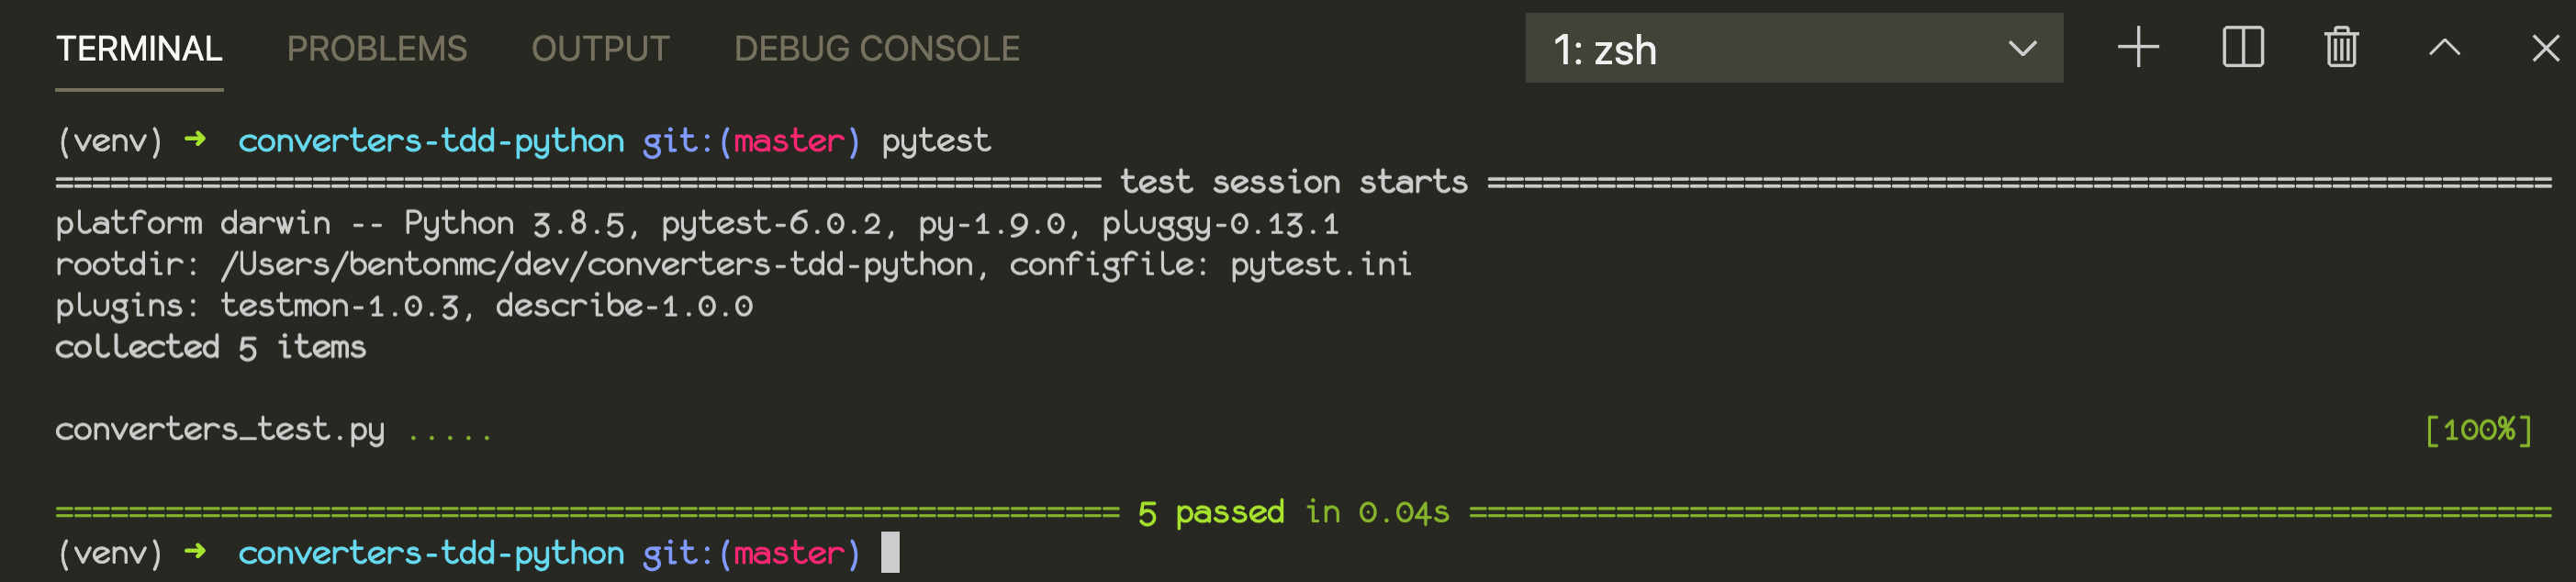 TERMINAL PROBLEMS OUTPUT DEBUG CONSOLE 1: zsh
(venv) ➜ converters-tdd-python git:(master) pytest
========================================================= test session starts ==========================================================
platform darwin -- Python 3.8.5, pytest-6.0.2, py-1.9.0, pluggy-0.13.1
rootdir: /Users/bentonmc/dev/converters-tdd-python, configfile: pytest.ini
plugins: testmon-1.0.3, describe-1.0.0
collected 5 items
converters_test.py ..... [100%]
========================================================== 5 passed in 0.04s ===========================================================
(venv) ➜ converters-tdd-python git:(master)